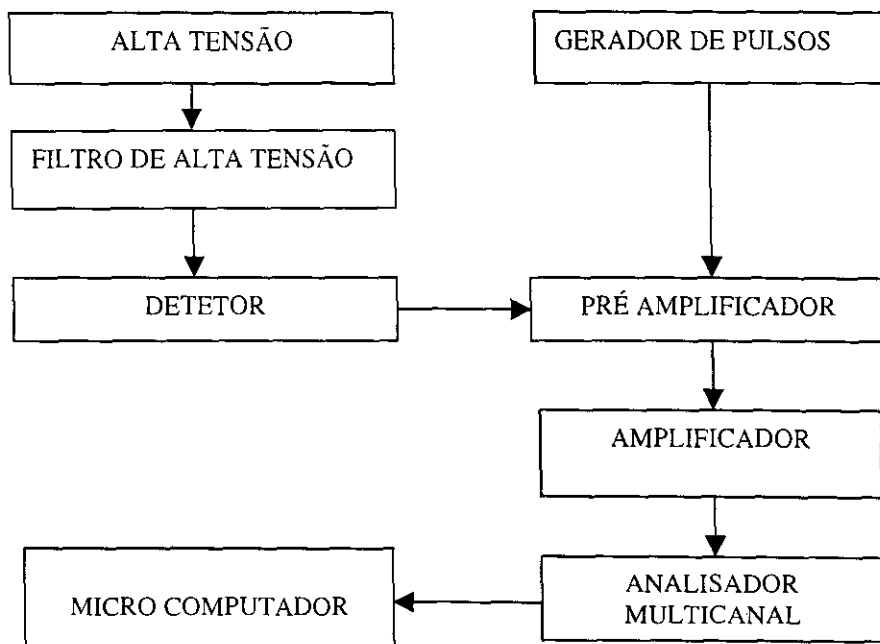 ALTA TENSÃO
GERADOR DE PULSOS
FILTRO DE ALTA TENSÃO
DETETOR
PRÉ AMPLIFICADOR
AMPLIFICADOR
MICRO COMPUTADOR
ANALISADOR
MULTICANAL